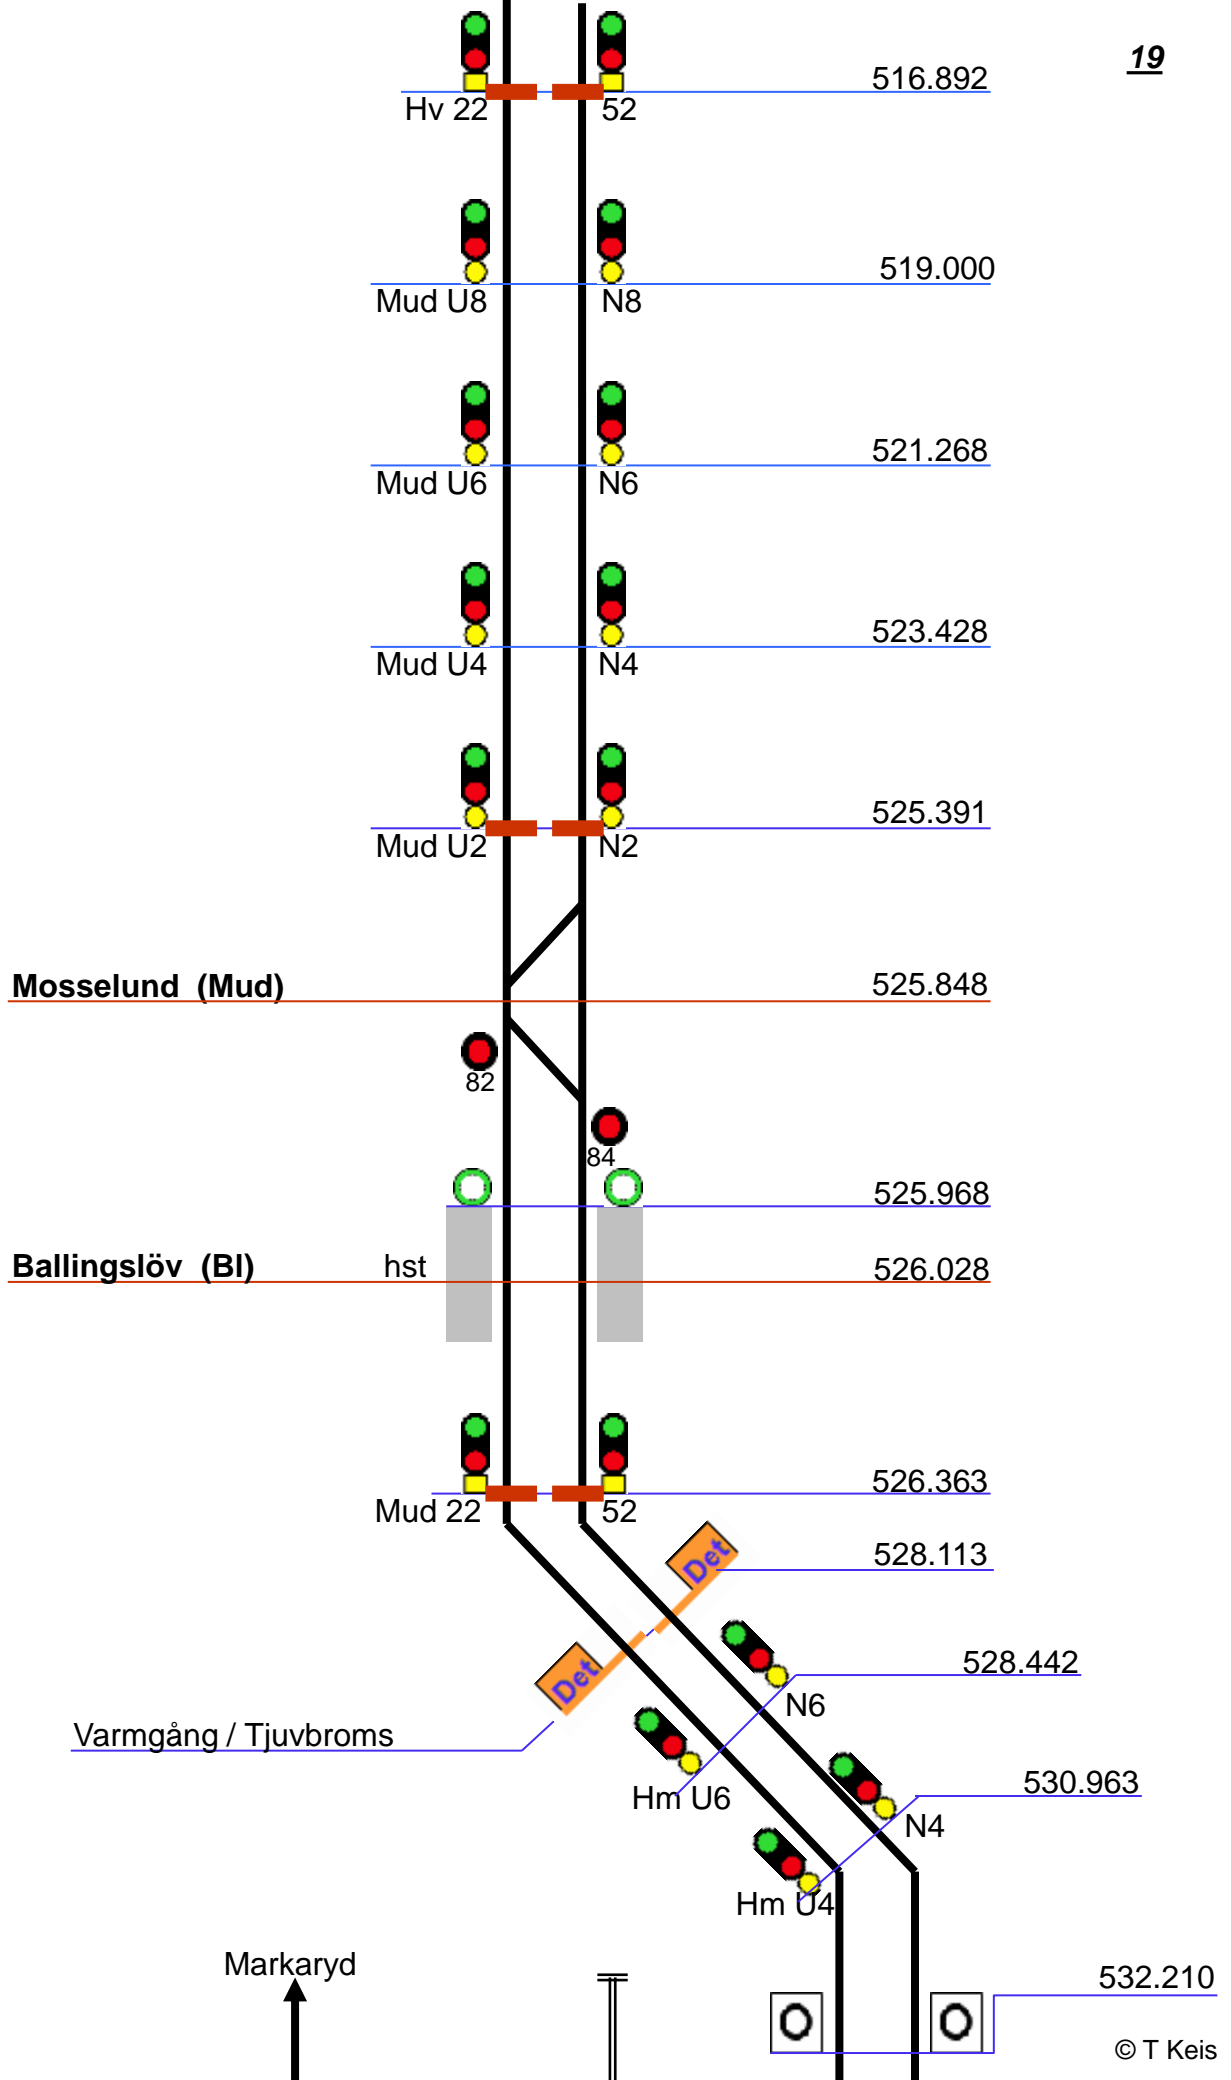 19
516.892
Hv 22 52
519.000
Mud U8 N8
521.268
Mud U6 N6
523.428
Mud U4 N4
525.391
Mud U2 N2
Mosselund (Mud) 525.848
82
84
525.968
Ballingslöv (Bl) hst 526.028
526.363
Mud 22 52
Det 528.113
528.442
Det
N6
Varmgång / Tjuvbroms
530.963
Hm U6
N4
Hm U4
Markaryd
532.210
O O
© T Keis